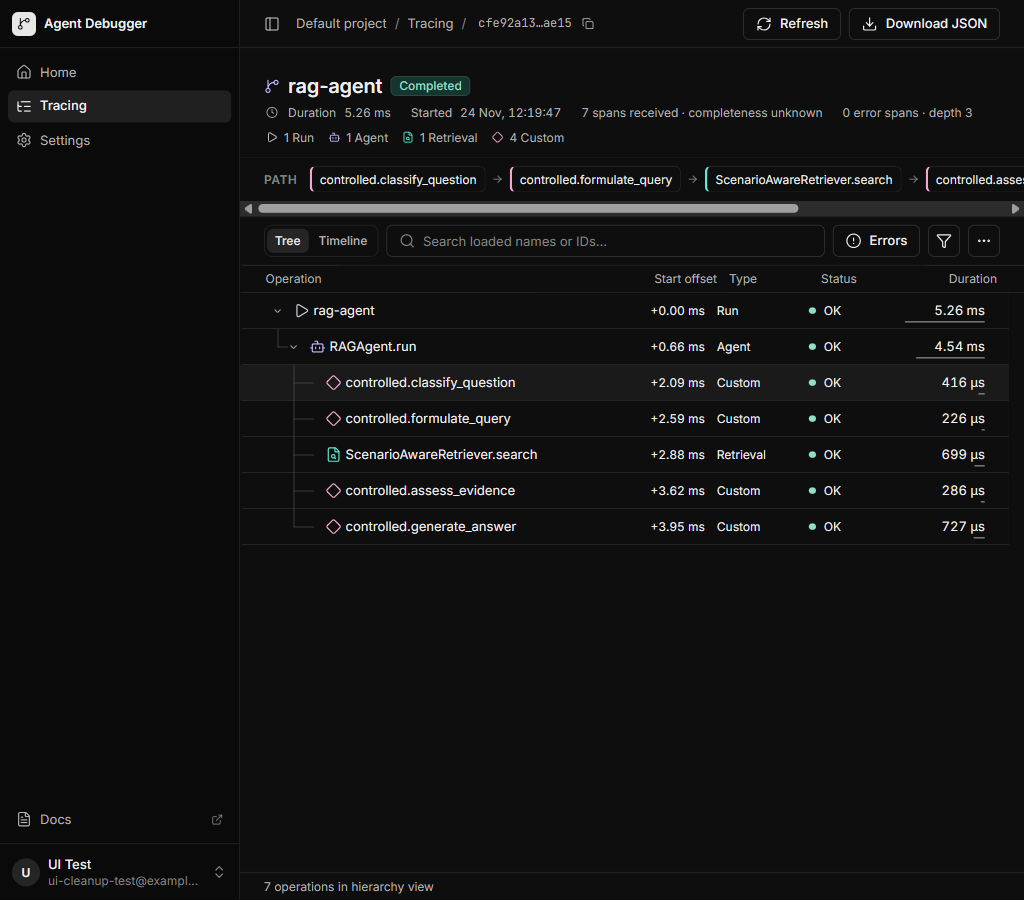 Agent Debugger
Default project / Tracing / cfe92a13…ae15
Refresh
Download JSON
Home
Tracing
Settings
rag-agent Completed
Duration 5.26 ms Started 24 Nov, 12:19:47 7 spans received · completeness unknown 0 error spans · depth 3
1 Run 1 Agent 1 Retrieval 4 Custom
PATH controlled.classify_question → controlled.formulate_query → ScenarioAwareRetriever.search → controlled.asses
Tree Timeline Search loaded names or IDs... Errors
Operation Start offset Type Status Duration
rag-agent +0.00 ms Run OK 5.26 ms
RAGAgent.run +0.66 ms Agent OK 4.54 ms
controlled.classify_question +2.09 ms Custom OK 416 µs
controlled.formulate_query +2.59 ms Custom OK 226 µs
ScenarioAwareRetriever.search +2.88 ms Retrieval OK 699 µs
controlled.assess_evidence +3.62 ms Custom OK 286 µs
controlled.generate_answer +3.95 ms Custom OK 727 µs
Docs
U
UI Test
ui-cleanup-test@exampl...
7 operations in hierarchy view